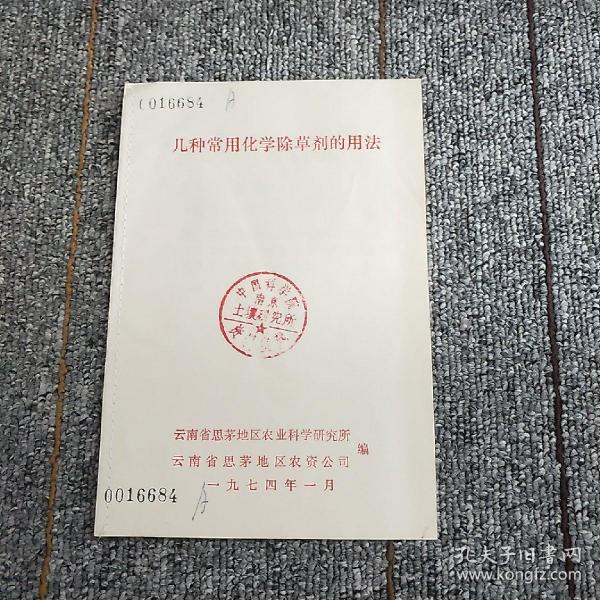 0016684 A
几种常用化学除草剂的用法
中国科学院
南京
土壤研究所
云南省思茅地区农业科学研究所
云南省思茅地区农资公司
编
一九七四年一月
0016684 A
孔夫子旧书网
www.kongfz.com